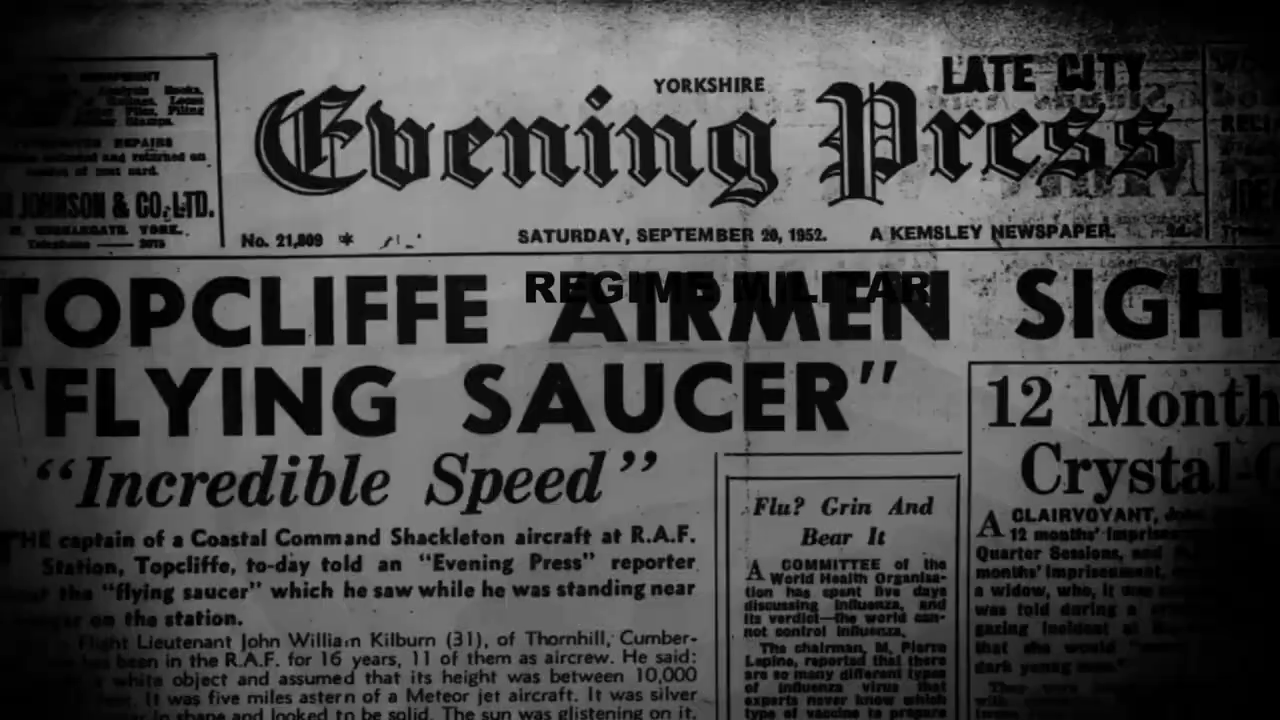 YORKSHIRE
LATE CITY
Evening Press
JOHNSON & CO. LTD.
No. 21,809
SATURDAY, SEPTEMBER 20, 1952.
A KEMSLEY NEWSPAPER.
REGIME MILITAR
TOPCLIFFE AIRMEN SIGHT
"FLYING SAUCER"
"Incredible Speed"
THE captain of a Coastal Command Shackleton aircraft at R.A.F.
Station, Topcliffe, to-day told an "Evening Press" reporter
the "flying saucer" which he saw while he was standing near
on the station.
Flight Lieutenant John William Kilburn (31), of Thornhill, Cumber-
been in the R.A.F. for 16 years, 11 of them as aircrew. He said:
white object and assumed that its height was between 10,000
It was five miles astern of a Meteor jet aircraft. It was silver
in shape and looked to be solid. The sun was glistening on it,
Flu? Grin And
Bear It
A COMMITTEE of the
World Health Organisa-
tion has spent five days
discussing influenza, and
its verdict—the world can-
not control influenza.
The chairman, M. Pierre
Lepine, reported that there
are so many different types
of influenza virus that
experts never know which
type of vaccine to prepare
12 Month
Crystal-
A CLAIRVOYANT,
12 months'
Quarter Sessions, and
months' imprisonment,
a widow, who, it
was told during a
gazing incident at
that she would
dark young